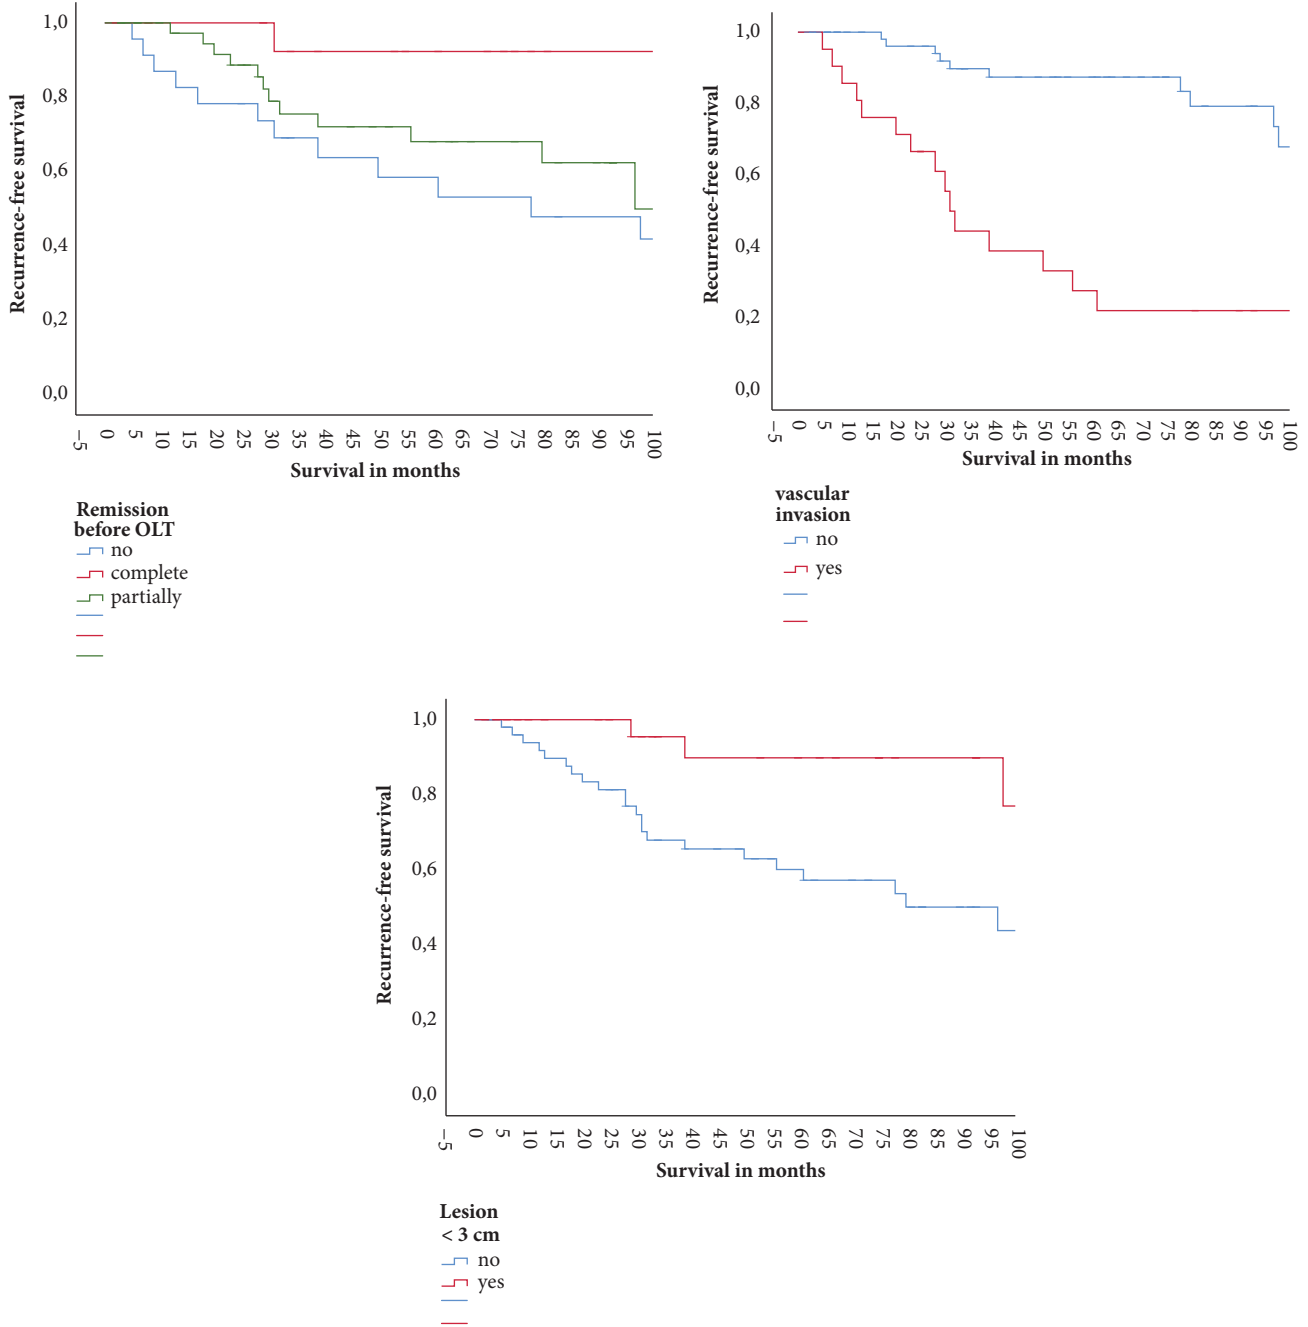 1,0
0,8
0,6
0,4
0,2
0,0
Recurrence-free survival
−5 0 5 10 15 20 25 30 35 40 45 50 55 60 65 70 75 80 85 90 95 100
Survival in months
Remission
before OLT
no
complete
partially
1,0
0,8
0,6
0,4
0,2
0,0
Recurrence-free survival
−5 0 5 10 15 20 25 30 35 40 45 50 55 60 65 70 75 80 85 90 95 100
Survival in months
vascular
invasion
no
yes
1,0
0,8
0,6
0,4
0,2
0,0
Recurrence-free survival
−5 0 5 10 15 20 25 30 35 40 45 50 55 60 65 70 75 80 85 90 95 100
Survival in months
Lesion
< 3 cm
no
yes